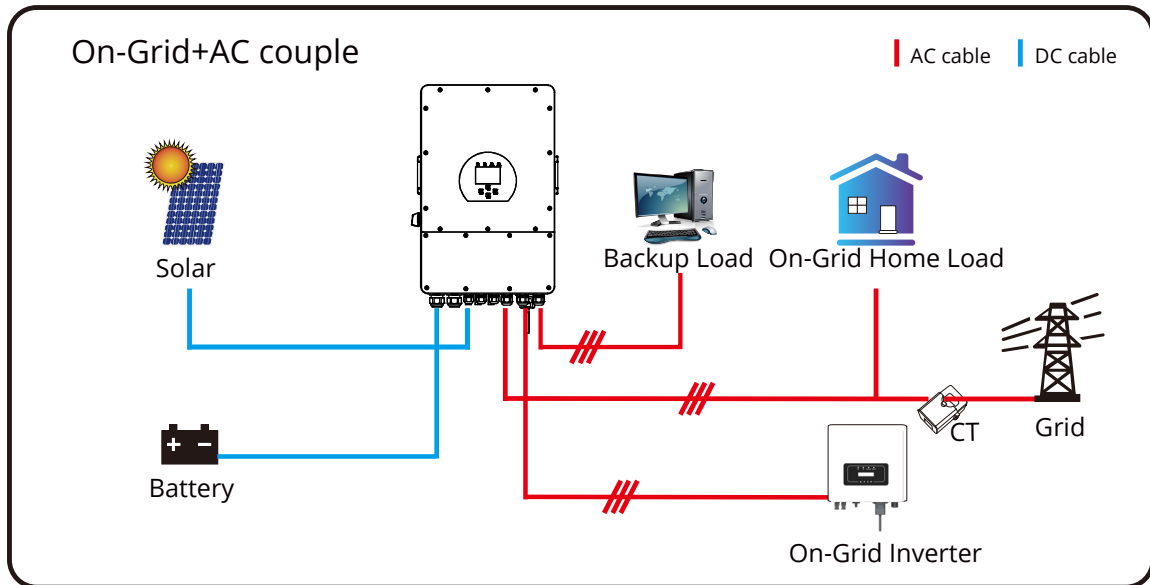 On-Grid+AC couple
AC cable
DC cable
Solar
Backup Load
On-Grid Home Load
Battery
CT
Grid
On-Grid Inverter